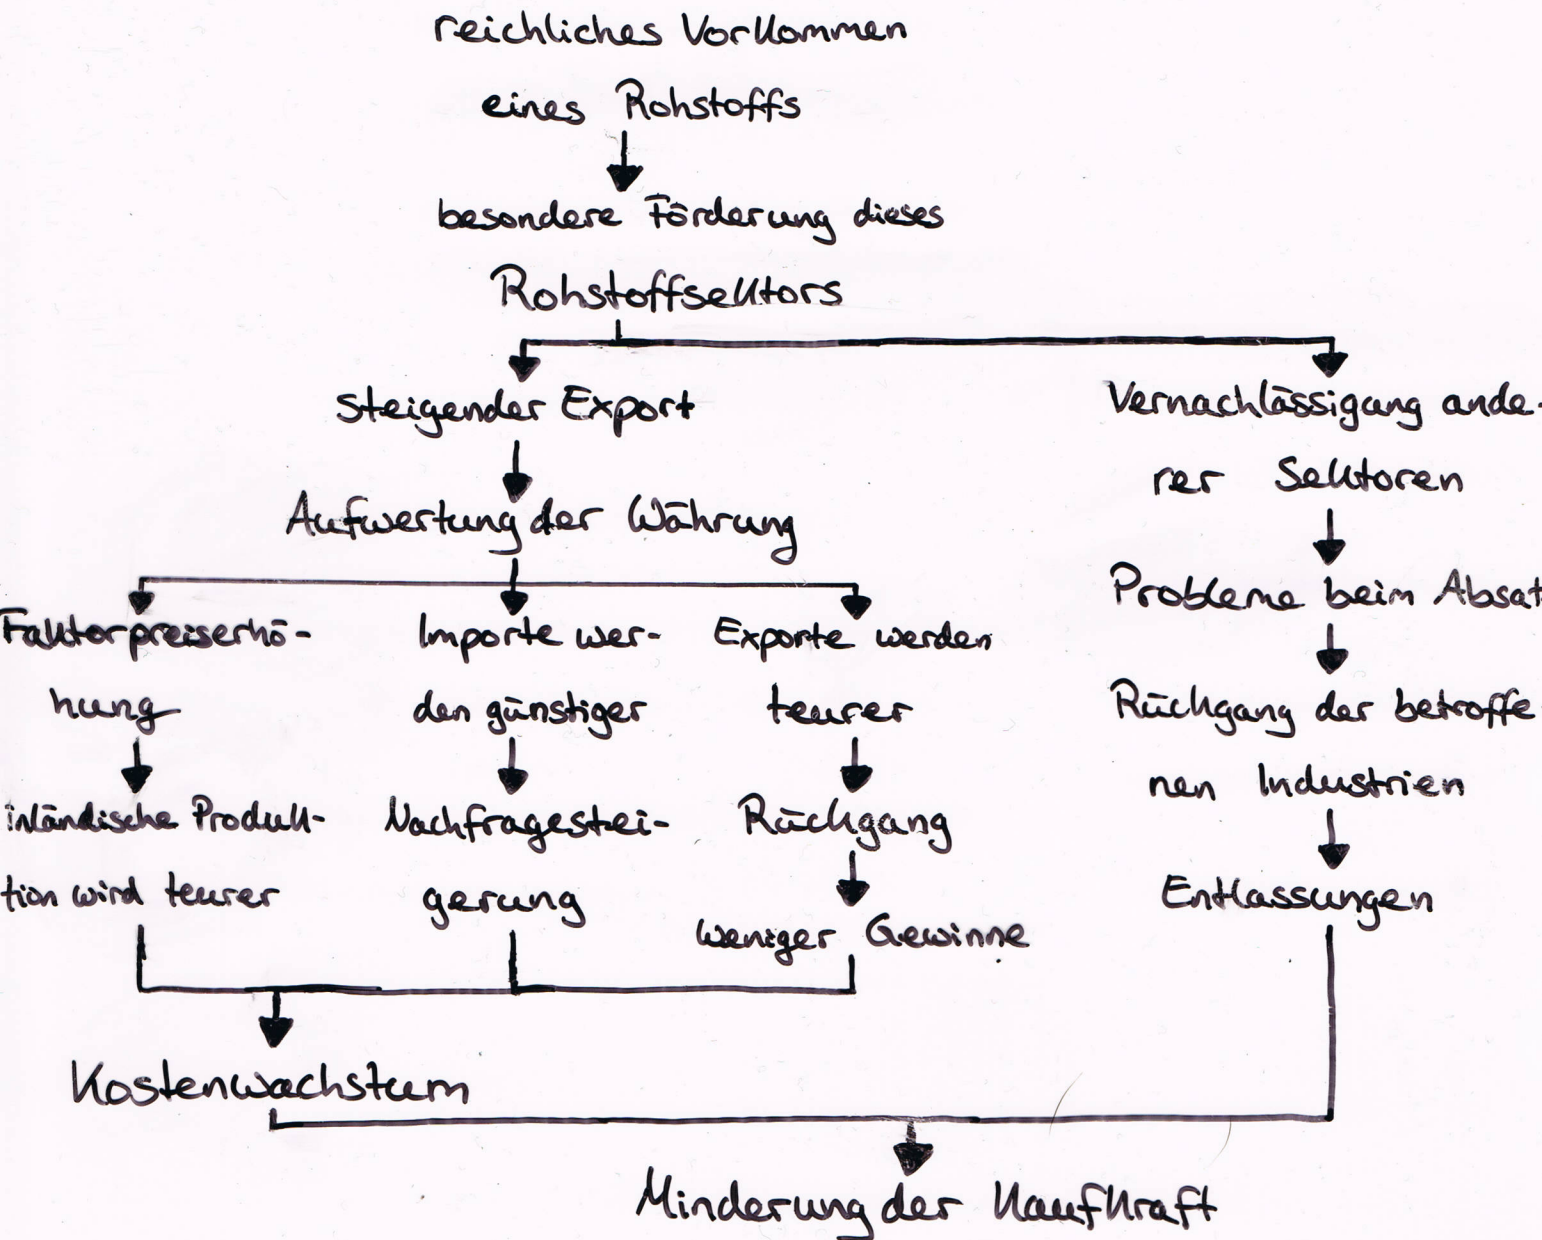 reichliches Vorkommen
eines Rohstoffs
besondere Förderung dieses
Rohstoffsektors
steigender Export
Aufwertung der Währung
Faktorpreiserhö-
hung
inländische Produk-
tion wird teurer
Importe wer-
den günstiger
Nachfragestei-
gerung
Exporte werden
teurer
Rückgang
weniger Gewinne
Kostenwachstum
Vernachlässigung ande-
rer Sektoren
Probleme beim Absat
Rückgang der betroffe
nen Industrien
Entlassungen
Minderung der Kaufkraft